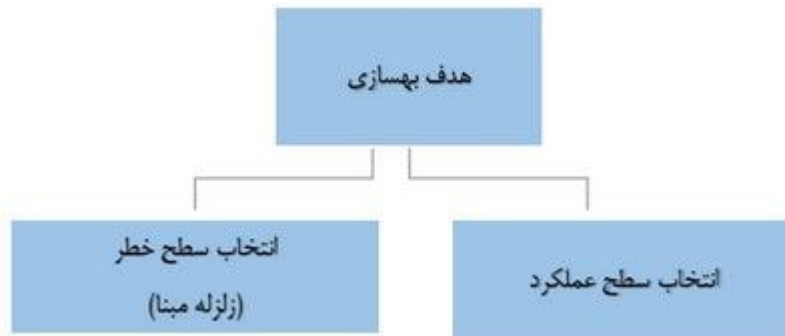 هدف بهسازی
انتخاب سطح عملکرد
انتخاب سطح خطر
(زلزله مبنا)